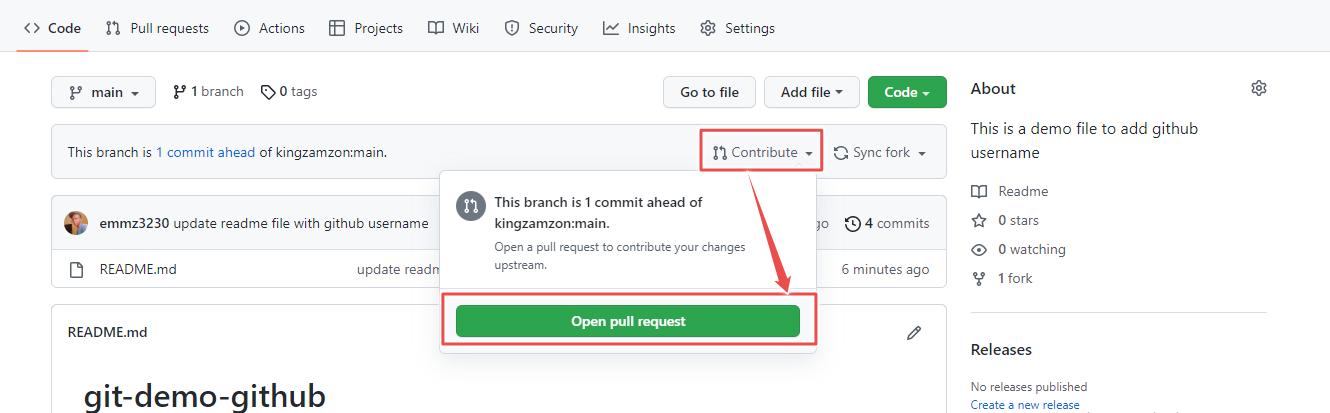 Code Pull requests Actions Projects Wiki Security Insights Settings
main 1 branch 0 tags Go to file Add file Code
This branch is 1 commit ahead of kingzamzon:main. Contribute Sync fork
This branch is 1 commit ahead of
kingzamzon:main.
Open a pull request to contribute your changes
upstream.
Open pull request
emmz3230 update readme file with github username go 4 commits
README.md update readm 6 minutes ago
README.md
git-demo-github
About
This is a demo file to add github
username
Readme
0 stars
0 watching
1 fork
Releases
No releases published
Create a new release